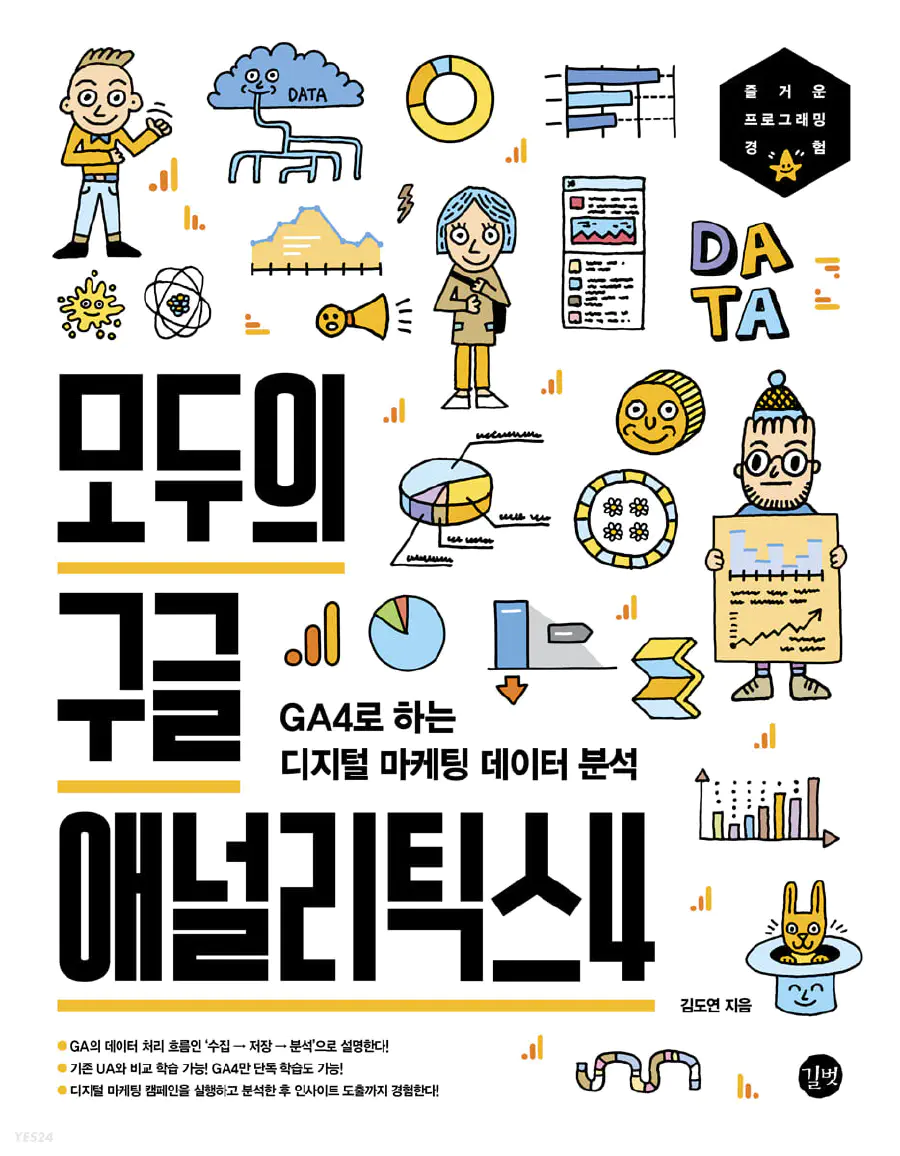 DATA
즐거운
프로그래밍
경험
DA
TA
모두의
구글
GA4로 하는
디지털 마케팅 데이터 분석
애널리틱스4
김도연 지음
GA의 데이터 처리 흐름인 ‘수집 → 저장 → 분석’으로 설명한다!
기존 UA와 비교 학습 가능! GA4만 단독 학습도 가능!
디지털 마케팅 캠페인을 실행하고 분석한 후 인사이트 도출까지 경험한다!
길벗
YES24